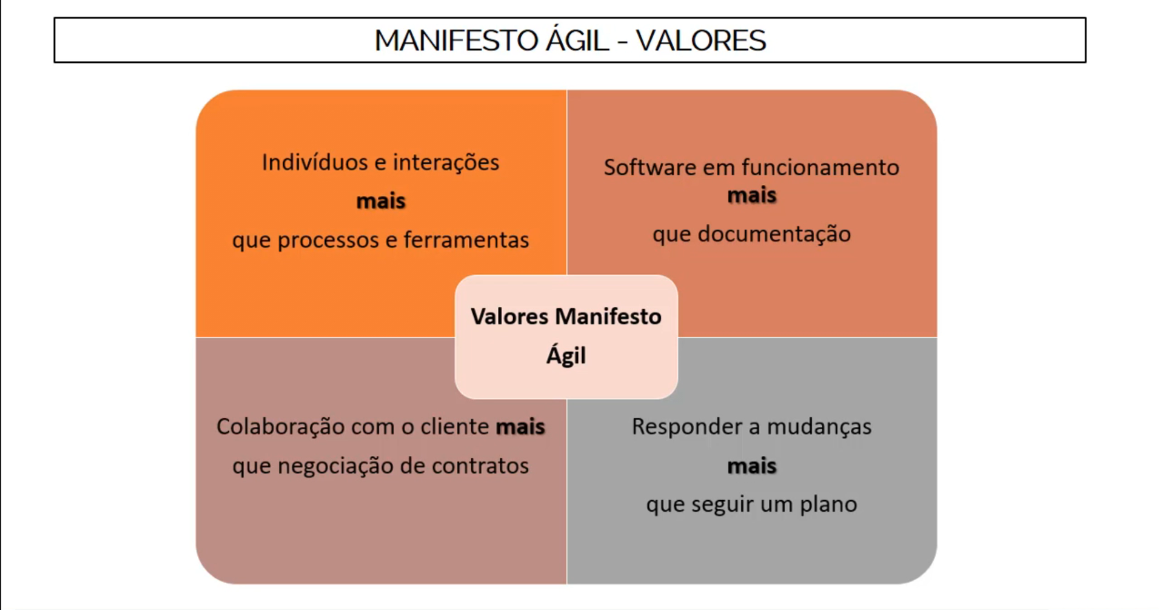 MANIFESTO ÁGIL - VALORES
Indivíduos e interações
mais
que processos e ferramentas
Software em funcionamento
mais
que documentação
Valores Manifesto
Ágil
Colaboração com o cliente mais
que negociação de contratos
Responder a mudanças
mais
que seguir um plano